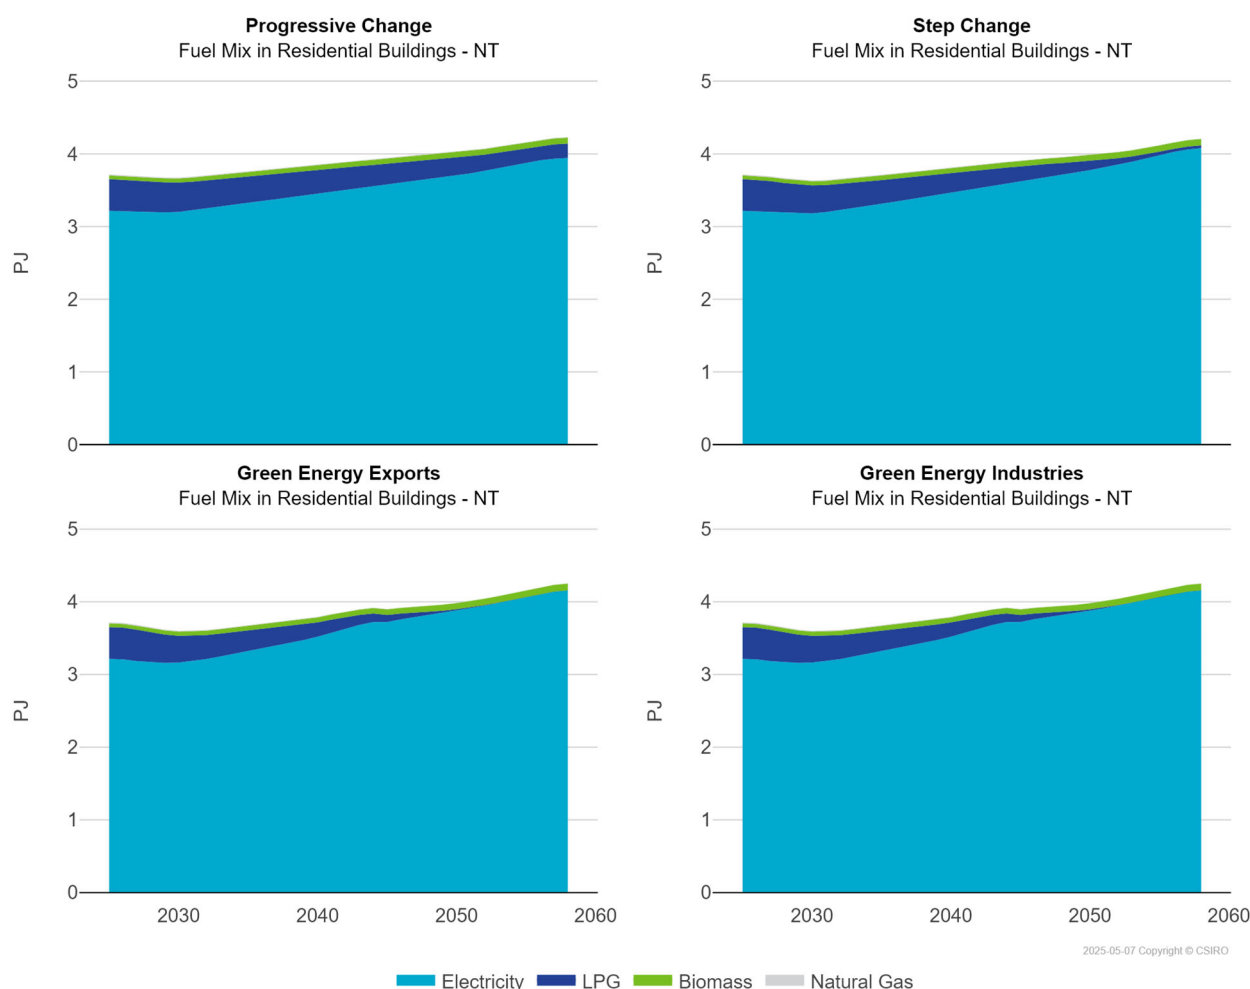 Progressive Change
Fuel Mix in Residential Buildings - NT
5
4
3
2
1
0
PJ
Step Change
Fuel Mix in Residential Buildings - NT
5
4
3
2
1
0
PJ
Green Energy Exports
Fuel Mix in Residential Buildings - NT
5
4
3
2
1
0
PJ
2030 2040 2050 2060
Green Energy Industries
Fuel Mix in Residential Buildings - NT
5
4
3
2
1
0
PJ
2030 2040 2050 2060
2025-05-07 Copyright © CSIRO
Electricity LPG Biomass Natural Gas